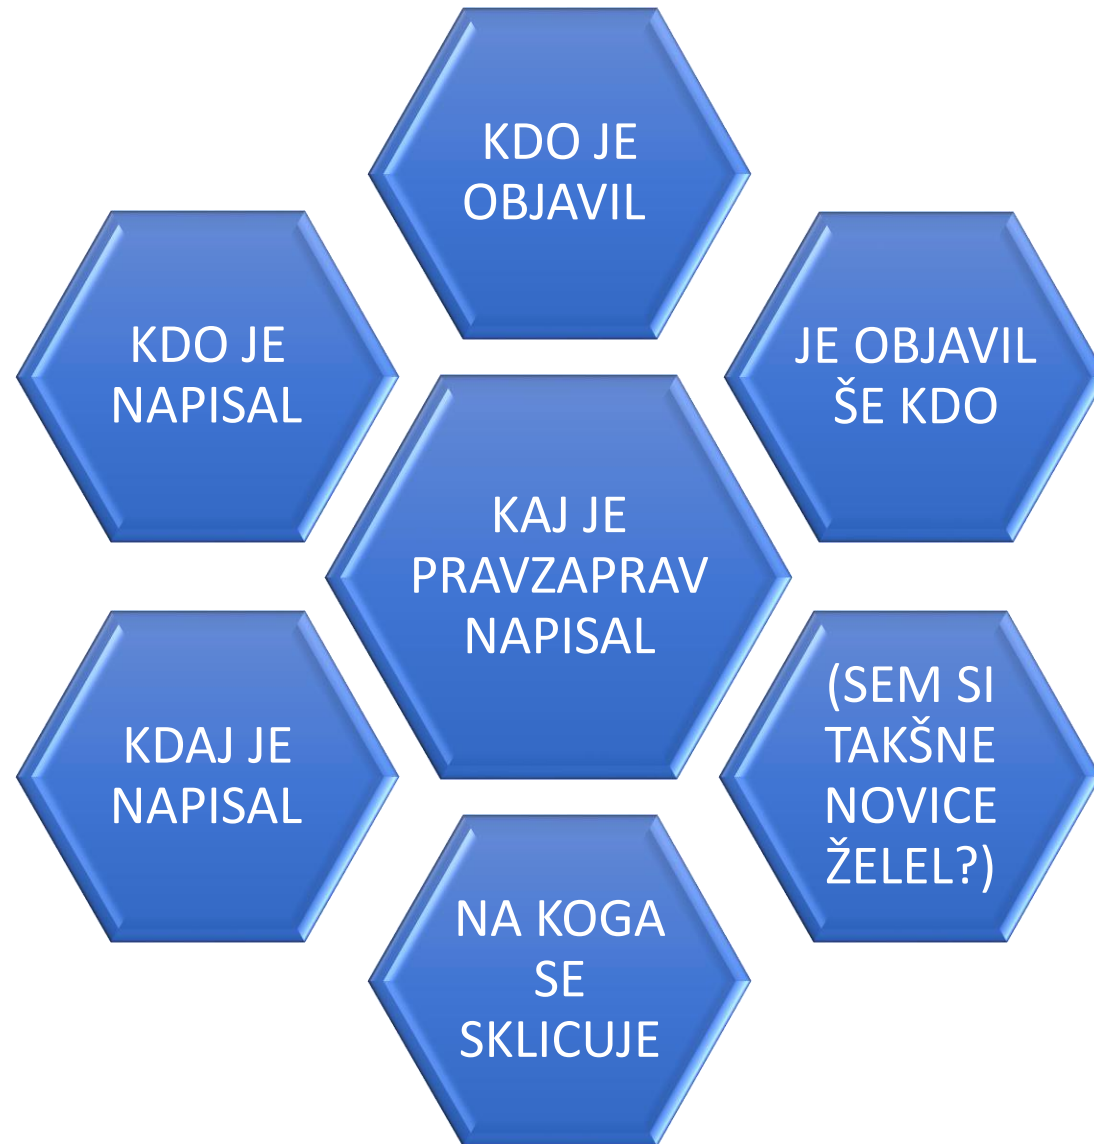 KDO JE
OBJAVIL
KDO JE
NAPISAL
JE OBJAVIL
ŠE KDO
KAJ JE
PRAVZAPRAV
NAPISAL
KDAJ JE
NAPISAL
(SEM SI
TAKŠNE
NOVICE
ŽELEL?)
NA KOGA
SE
SKLICUJE